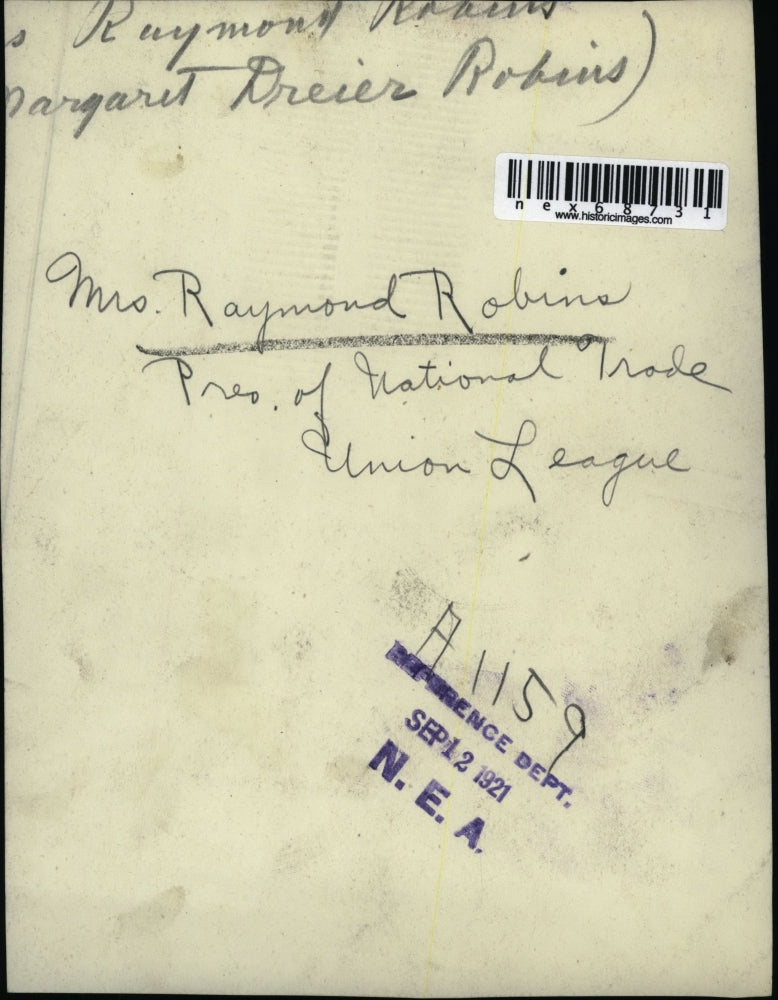 s Raymond Robins
Margaret Dreier Robins)
nex68731
www.historicimages.com
Mrs. Raymond Robins
Pres. of National Trade
Union League
A 1159
REFERENCE DEPT.
SEP 12 1921
N. E. A.